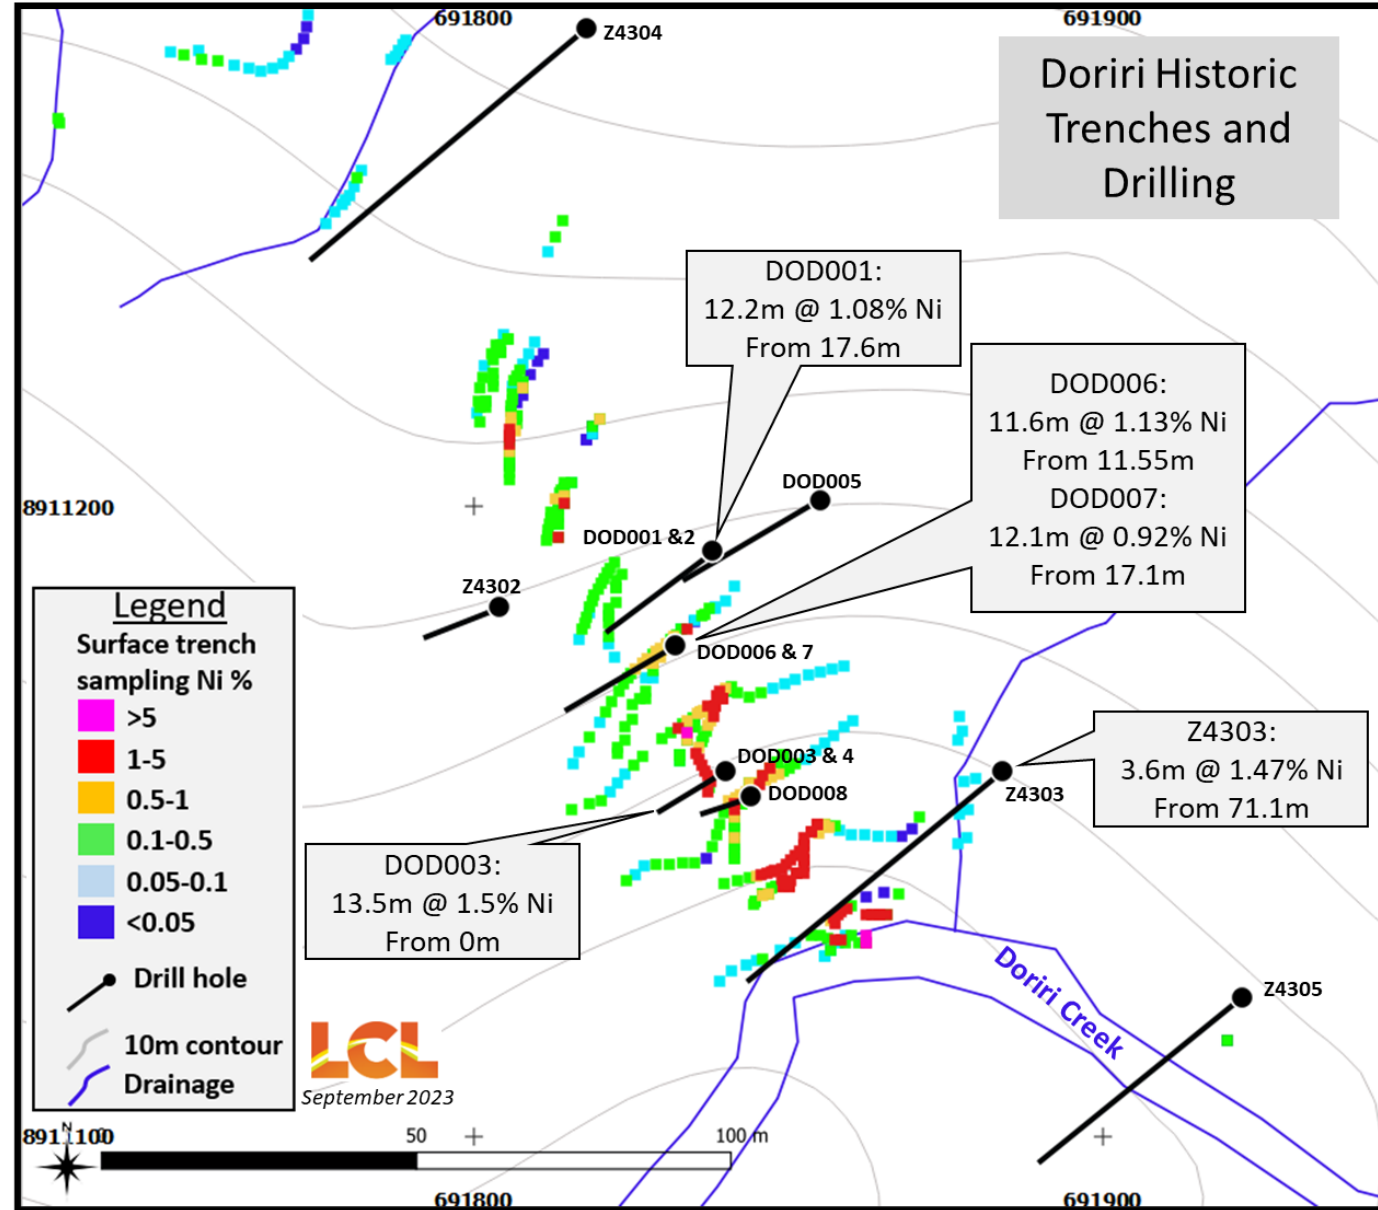 691800
691900
Z4304
Doriri Historic
Trenches and
Drilling
DOD001:
12.2m @ 1.08% Ni
From 17.6m
DOD006:
11.6m @ 1.13% Ni
From 11.55m
DOD007:
12.1m @ 0.92% Ni
From 17.1m
DOD005
8911200
DOD001 &2
Z4302
DOD006 & 7
Legend
Surface trench
sampling Ni %
>5
1-5
0.5-1
0.1-0.5
0.05-0.1
<0.05
Drill hole
10m contour
Drainage
DOD003 & 4
DOD008
Z4303:
3.6m @ 1.47% Ni
From 71.1m
Z4303
DOD003:
13.5m @ 1.5% Ni
From 0m
Doriri Creek
Z4305
LCL
September 2023
8911100
N
0
50
100 m
691800
691900